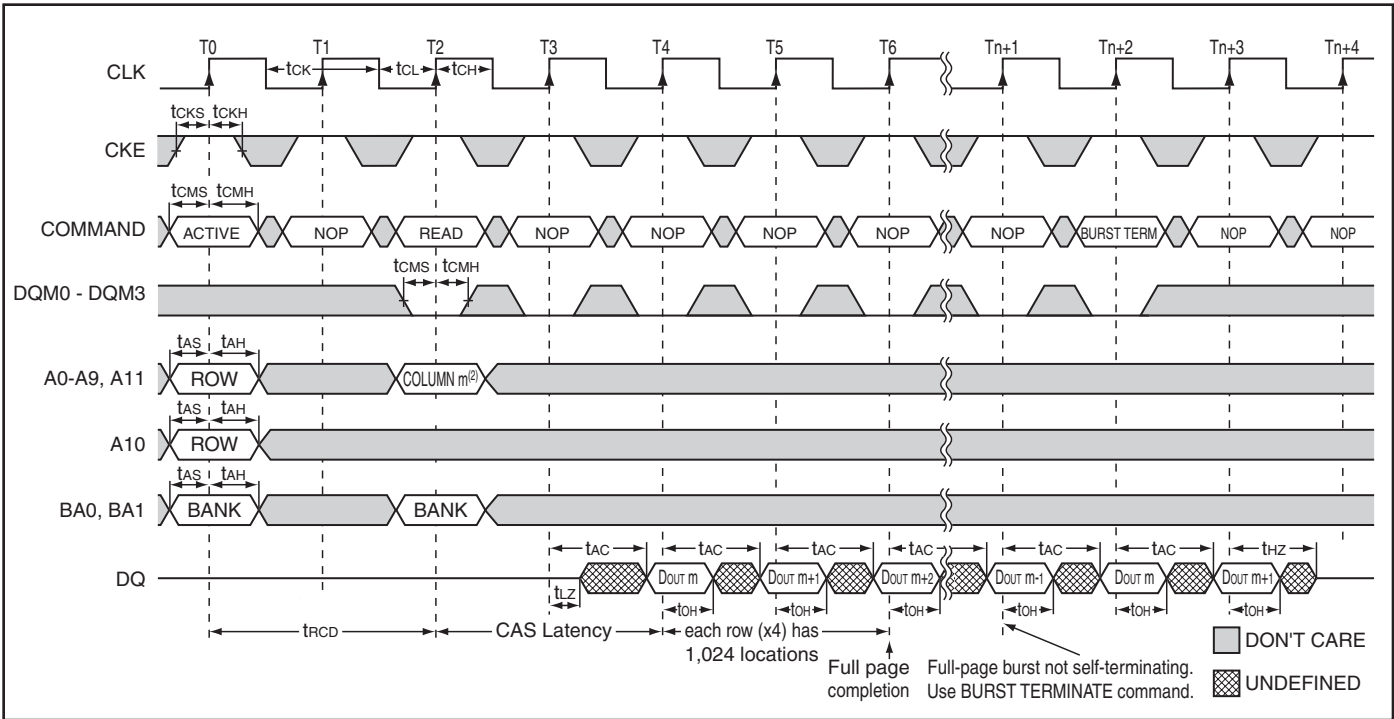 T0 T1 T2 T3 T4 T5 T6 Tn+1 Tn+2 Tn+3 Tn+4
CLK tCK tCL tCH
tCKS tCKH
CKE
tCMS tCMH
COMMAND ACTIVE NOP READ NOP NOP NOP NOP NOP BURST TERM NOP NOP
tCMS tCMH
DQM0 - DQM3
tAS tAH
A0-A9, A11 ROW COLUMN m(2)
tAS tAH
A10 ROW
tAS tAH
BA0, BA1 BANK BANK
tAC tAC tAC tAC tAC tAC tHZ
DQ DOUT m DOUT m+1 DOUT m+2 DOUT m-1 DOUT m DOUT m+1
tLZ tOH tOH tOH tOH tOH tOH
tRCD CAS Latency each row (x4) has
1,024 locations
Full page
completion
Full-page burst not self-terminating.
Use BURST TERMINATE command.
DON'T CARE
UNDEFINED